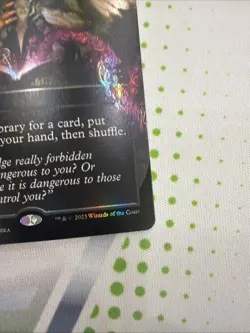 brary for a card, put
your hand, then shuffle.
dge really forbidden
angerous to you? Or
e it is dangerous to those
ntrol you?”
™ & © 2023 Wizards of the Coast